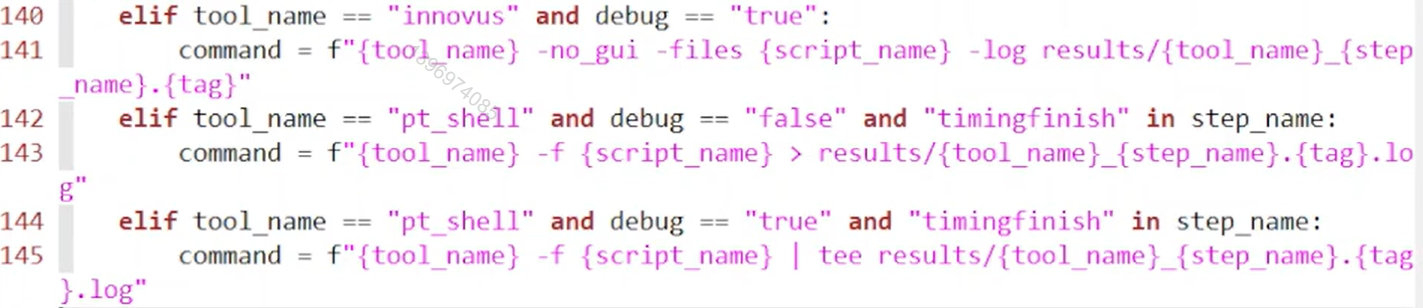 140     elif tool_name == "innovus" and debug == "true":
141         command = f"{tool_name} -no_gui -files {script_name} -log results/{tool_name}_{step
_name}.{tag}"
142     elif tool_name == "pt_shell" and debug == "false" and "timingfinish" in step_name:
143         command = f"{tool_name} -f {script_name} > results/{tool_name}_{step_name}.{tag}.lo
g"
144     elif tool_name == "pt_shell" and debug == "true" and "timingfinish" in step_name:
145         command = f"{tool_name} -f {script_name} | tee results/{tool_name}_{step_name}.{tag
}.log"